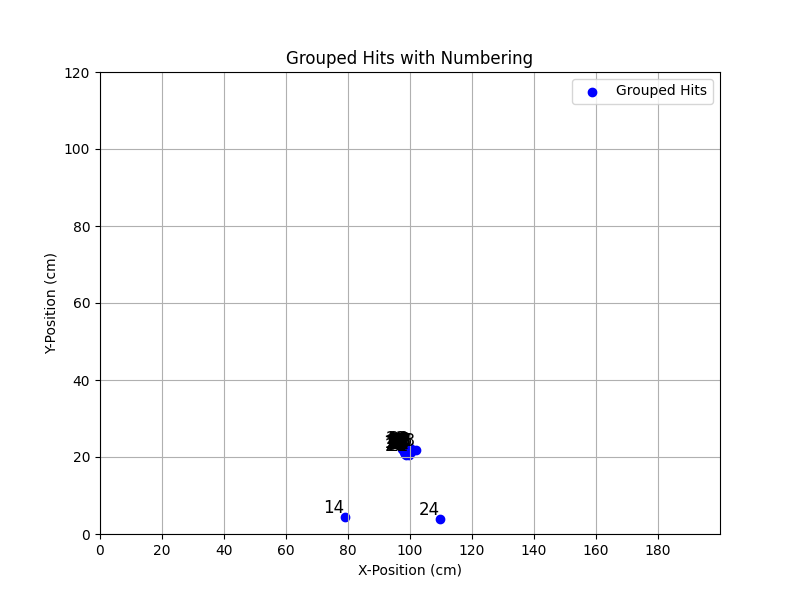 Grouped Hits with Numbering
Grouped Hits
Y-Position (cm)
120
100
80
60
40
20
0
14
24
0 20 40 60 80 100 120 140 160 180
X-Position (cm)